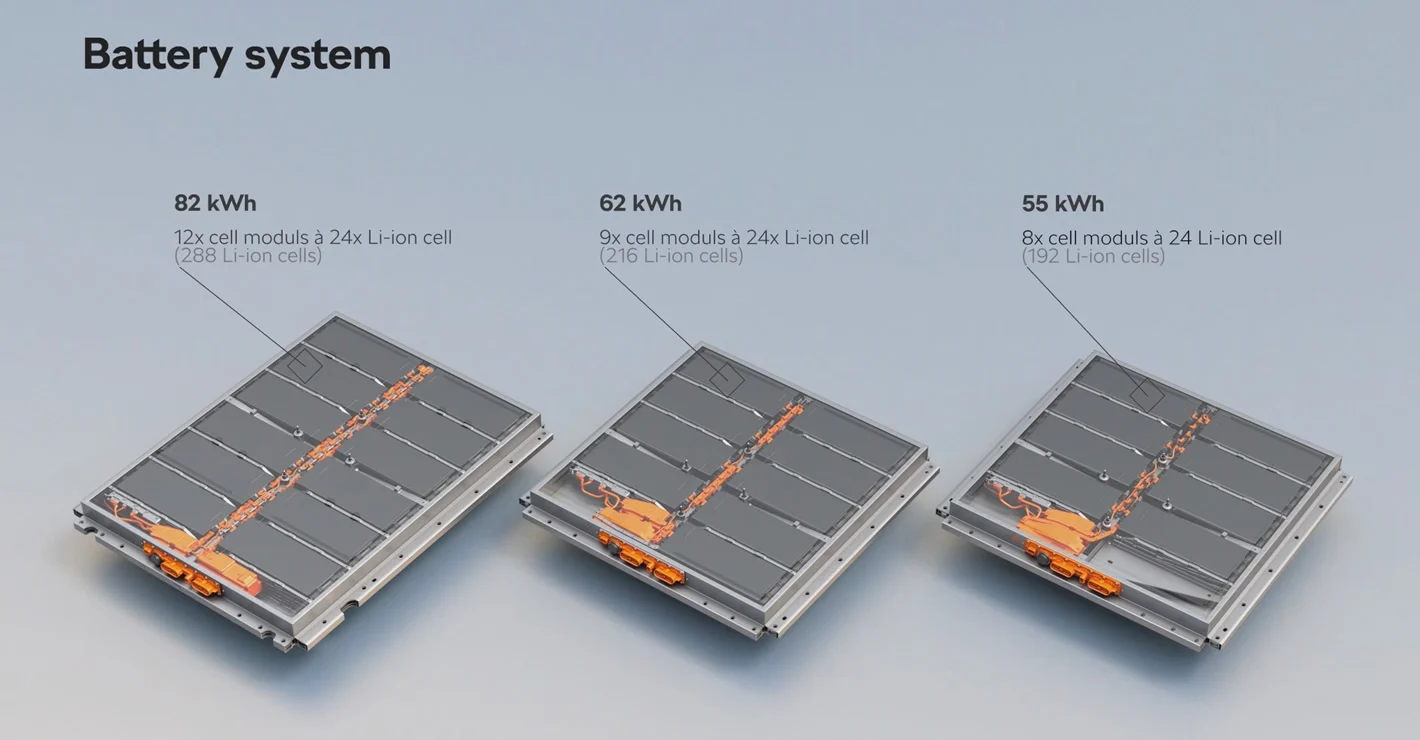 Battery system
82 kWh
12x cell moduls à 24x Li-ion cell
(288 Li-ion cells)
62 kWh
9x cell moduls à 24x Li-ion cell
(216 Li-ion cells)
55 kWh
8x cell moduls à 24 Li-ion cell
(192 Li-ion cells)